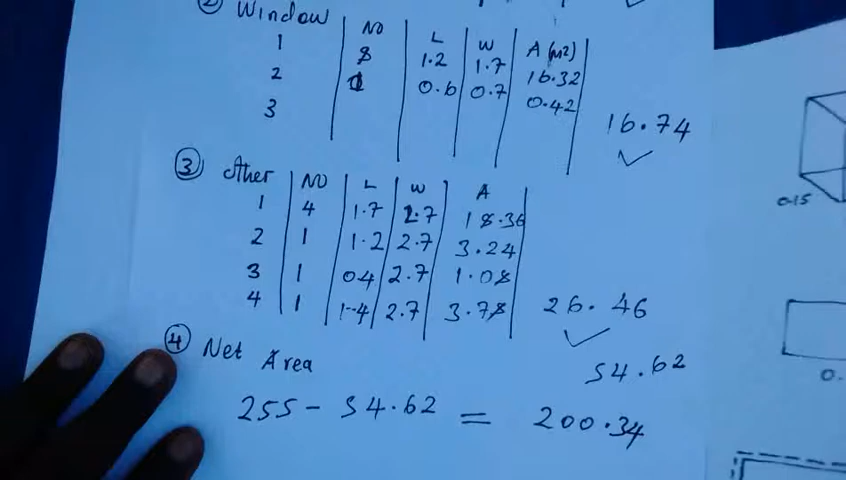 ② Window NO L W A (m²)
1 8 1.2 1.7 16.32
2 1 0.6 0.7 0.42
3
16.74
③ other NO L W A
1 4 1.7 2.7 18.36
2 1 1.2 2.7 3.24
3 1 0.4 2.7 1.08
4 1 1.4 2.7 3.78
26.46
④ Net Area
54.62
255 - 54.62 = 200.34
0.15
0.